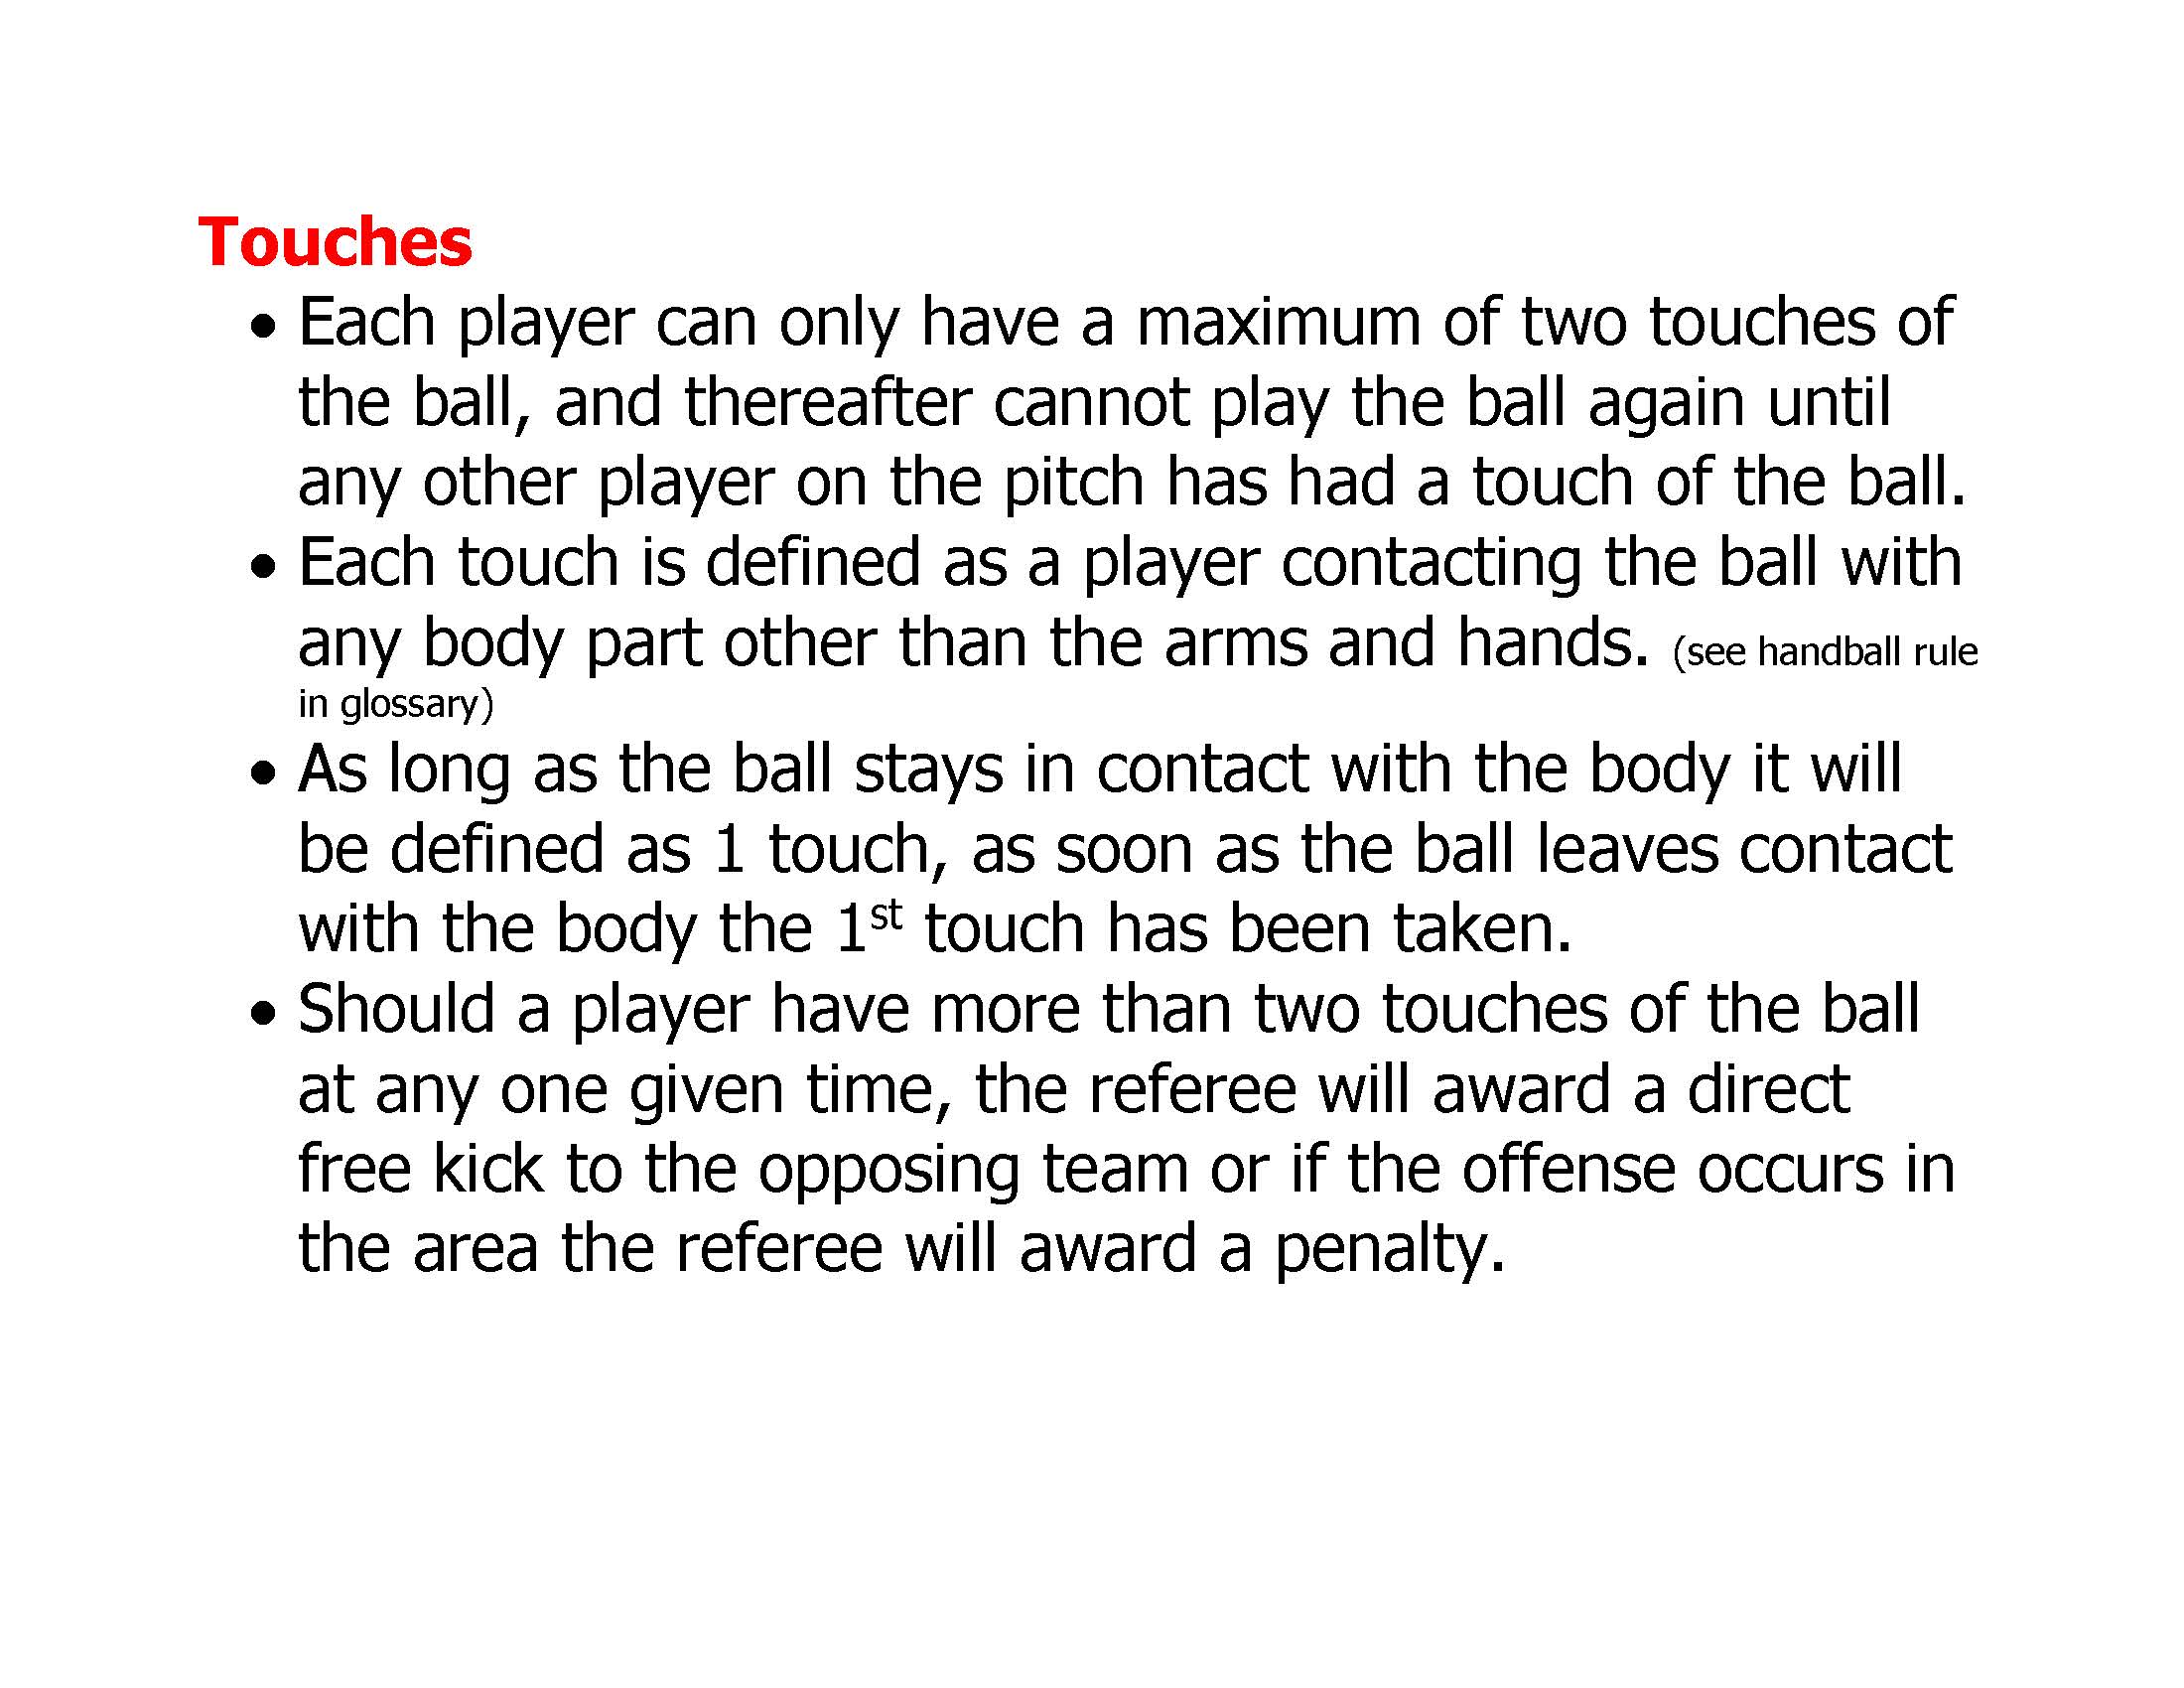 Touches
• Each player can only have a maximum of two touches of
the ball, and thereafter cannot play the ball again until
any other player on the pitch has had a touch of the ball.
• Each touch is defined as a player contacting the ball with
any body part other than the arms and hands. (see handball rule
in glossary)
• As long as the ball stays in contact with the body it will
be defined as 1 touch, as soon as the ball leaves contact
with the body the 1st touch has been taken.
• Should a player have more than two touches of the ball
at any one given time, the referee will award a direct
free kick to the opposing team or if the offense occurs in
the area the referee will award a penalty.